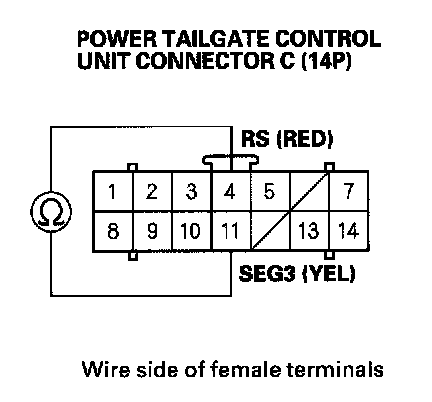 POWER TAILGATE CONTROL
UNIT CONNECTOR C (14P)
RS (RED)
1 2 3 4 5 7
Ω
8 9 10 11 13 14
SEG3 (YEL)
Wire side of female terminals